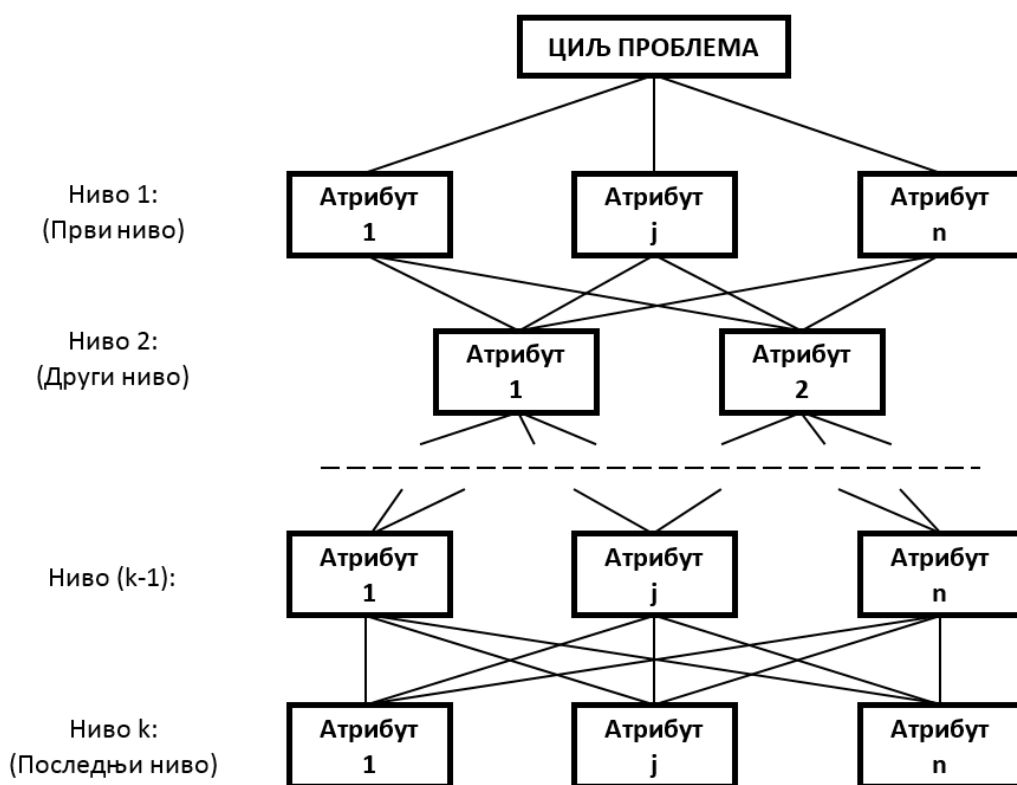 ЦИЉ ПРОБЛЕМА
Ниво 1:
(Први ниво)
Атрибут
1
Атрибут
j
Атрибут
n
Ниво 2:
(Други ниво)
Атрибут
1
Атрибут
2
Ниво (k-1):
Атрибут
1
Атрибут
j
Атрибут
n
Ниво k:
(Последњи ниво)
Атрибут
1
Атрибут
j
Атрибут
n